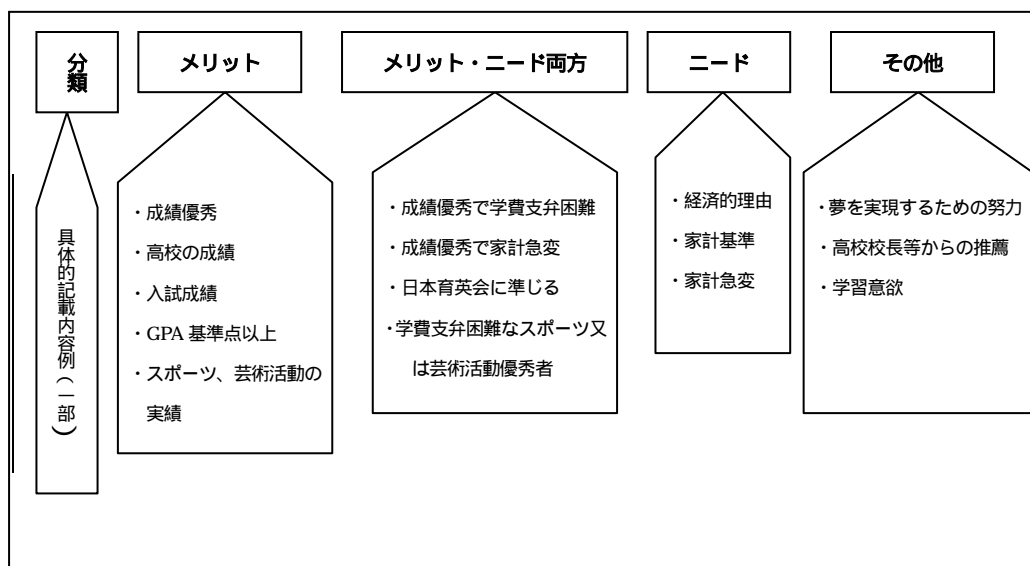 分類
メリット
メリット・ニード両方
ニード
その他
具体的記載内容例(一部)
・成績優秀
・高校の成績
・入試成績
・GPA 基準点以上
・スポーツ、芸術活動の
実績
・成績優秀で学費支弁困難
・成績優秀で家計急変
・日本育英会に準じる
・学費支弁困難なスポーツ又
は芸術活動優秀者
・経済的理由
・家計基準
・家計急変
・夢を実現するための努力
・高校校長等からの推薦
・学習意欲